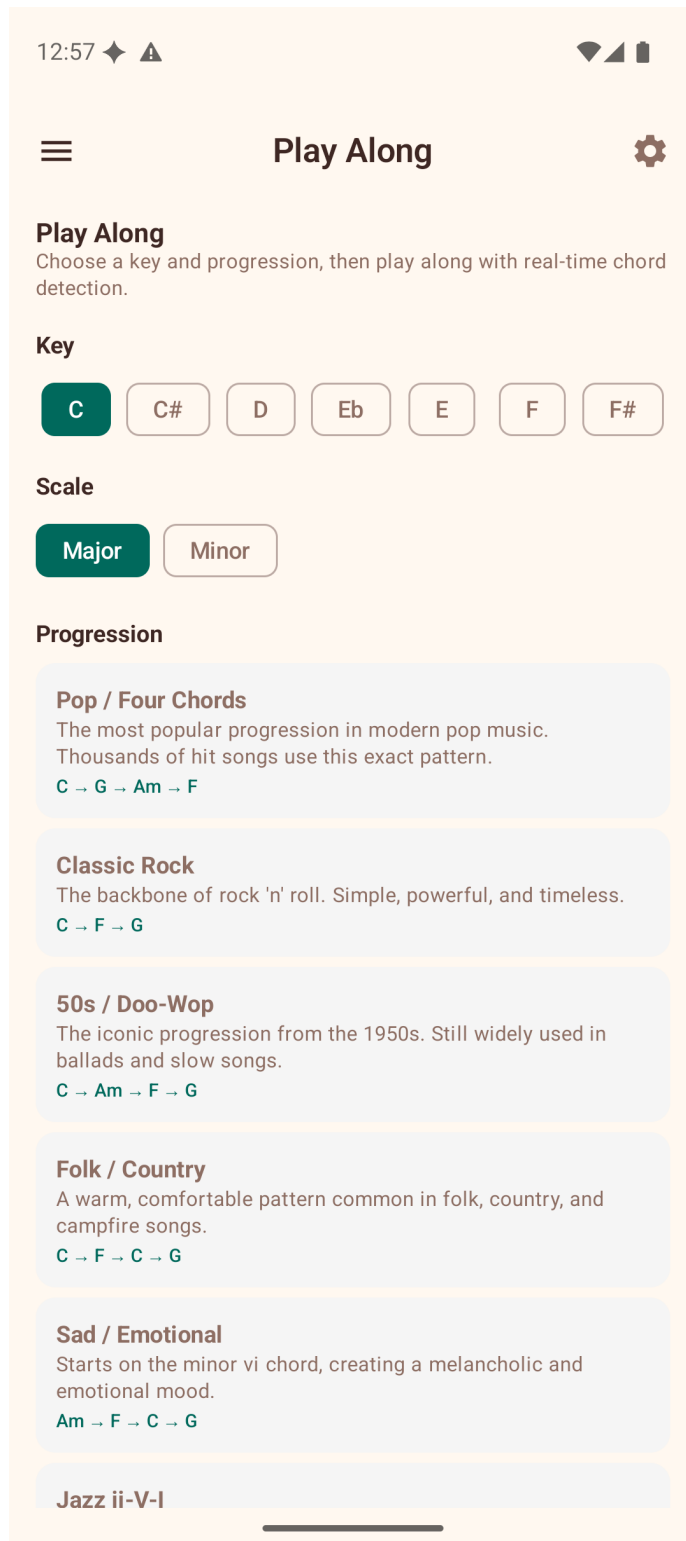 12:57
Play Along
Play Along
Choose a key and progression, then play along with real-time chord
detection.
Key
C C# D Eb E F F#
Scale
Major Minor
Progression
Pop / Four Chords
The most popular progression in modern pop music.
Thousands of hit songs use this exact pattern.
C → G → Am → F
Classic Rock
The backbone of rock 'n' roll. Simple, powerful, and timeless.
C → F → G
50s / Doo-Wop
The iconic progression from the 1950s. Still widely used in
ballads and slow songs.
C → Am → F → G
Folk / Country
A warm, comfortable pattern common in folk, country, and
campfire songs.
C → F → C → G
Sad / Emotional
Starts on the minor vi chord, creating a melancholic and
emotional mood.
Am → F → C → G
Jazz ii-V-I